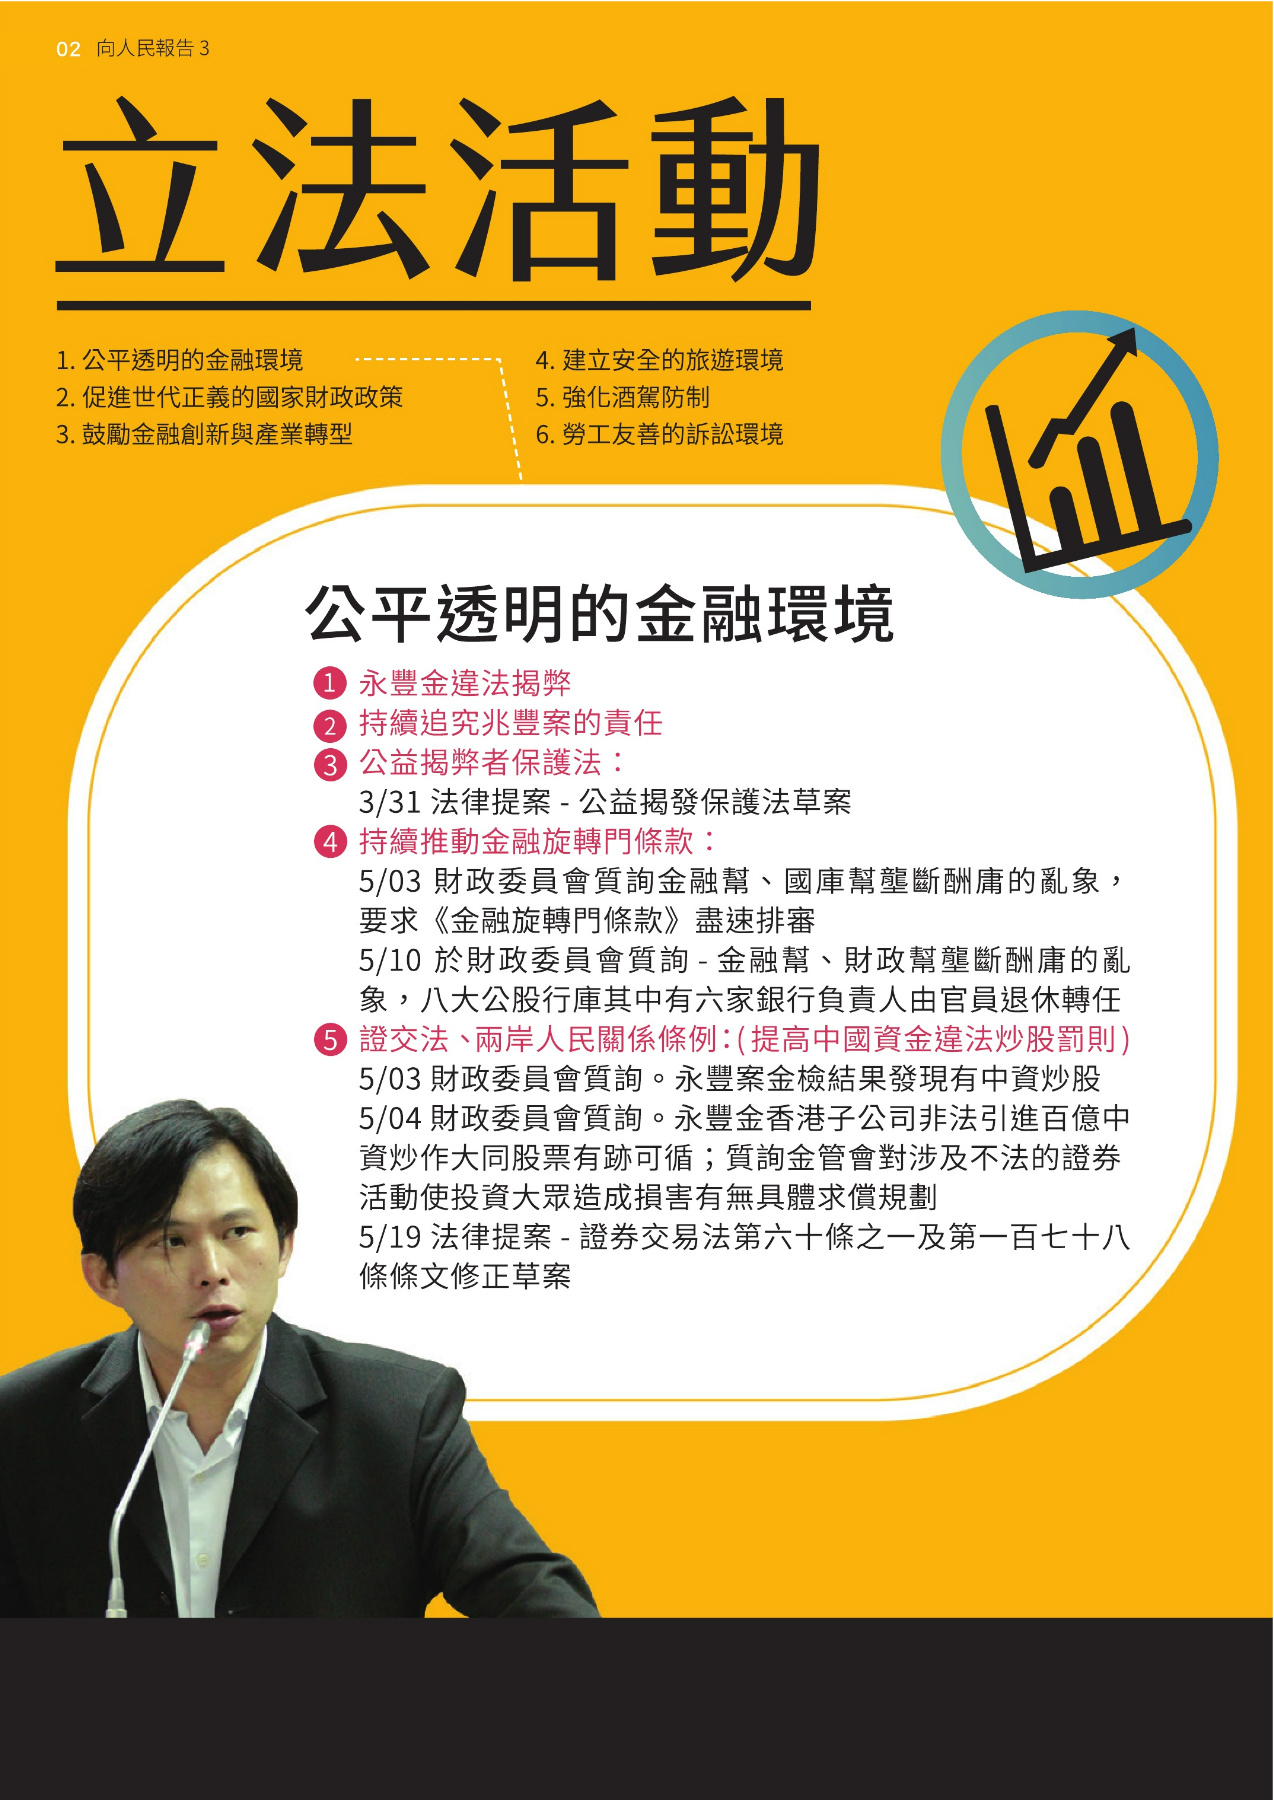 02 向人民報告 3
立法活動
1. 公平透明的金融環境
2. 促進世代正義的國家財政政策
3. 鼓勵金融創新與產業轉型
4. 建立安全的旅遊環境
5. 強化酒駕防制
6. 勞工友善的訴訟環境
公平透明的金融環境
1 永豐金違法揭弊
2 持續追究兆豐案的責任
3 公益揭弊者保護法：
3/31 法律提案 - 公益揭發保護法草案
4 持續推動金融旋轉門條款：
5/03 財政委員會質詢金融幫、國庫幫壟斷酬庸的亂象，
要求《金融旋轉門條款》盡速排審
5/10 於財政委員會質詢 - 金融幫、財政幫壟斷酬庸的亂
象，八大公股行庫其中有六家銀行負責人由官員退休轉任
5 證交法、兩岸人民關係條例：( 提高中國資金違法炒股罰則 )
5/03 財政委員會質詢。永豐案金檢結果發現有中資炒股
5/04 財政委員會質詢。永豐金香港子公司非法引進百億中
資炒作大同股票有跡可循；質詢金管會對涉及不法的證券
活動使投資大眾造成損害有無具體求償規劃
5/19 法律提案 - 證券交易法第六十條之一及第一百七十八
條條文修正草案